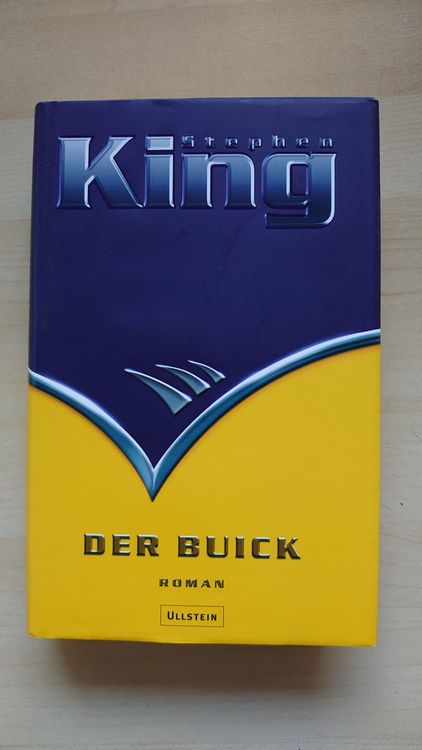 Stephen
King
DER BUICK
ROMAN
ULLSTEIN